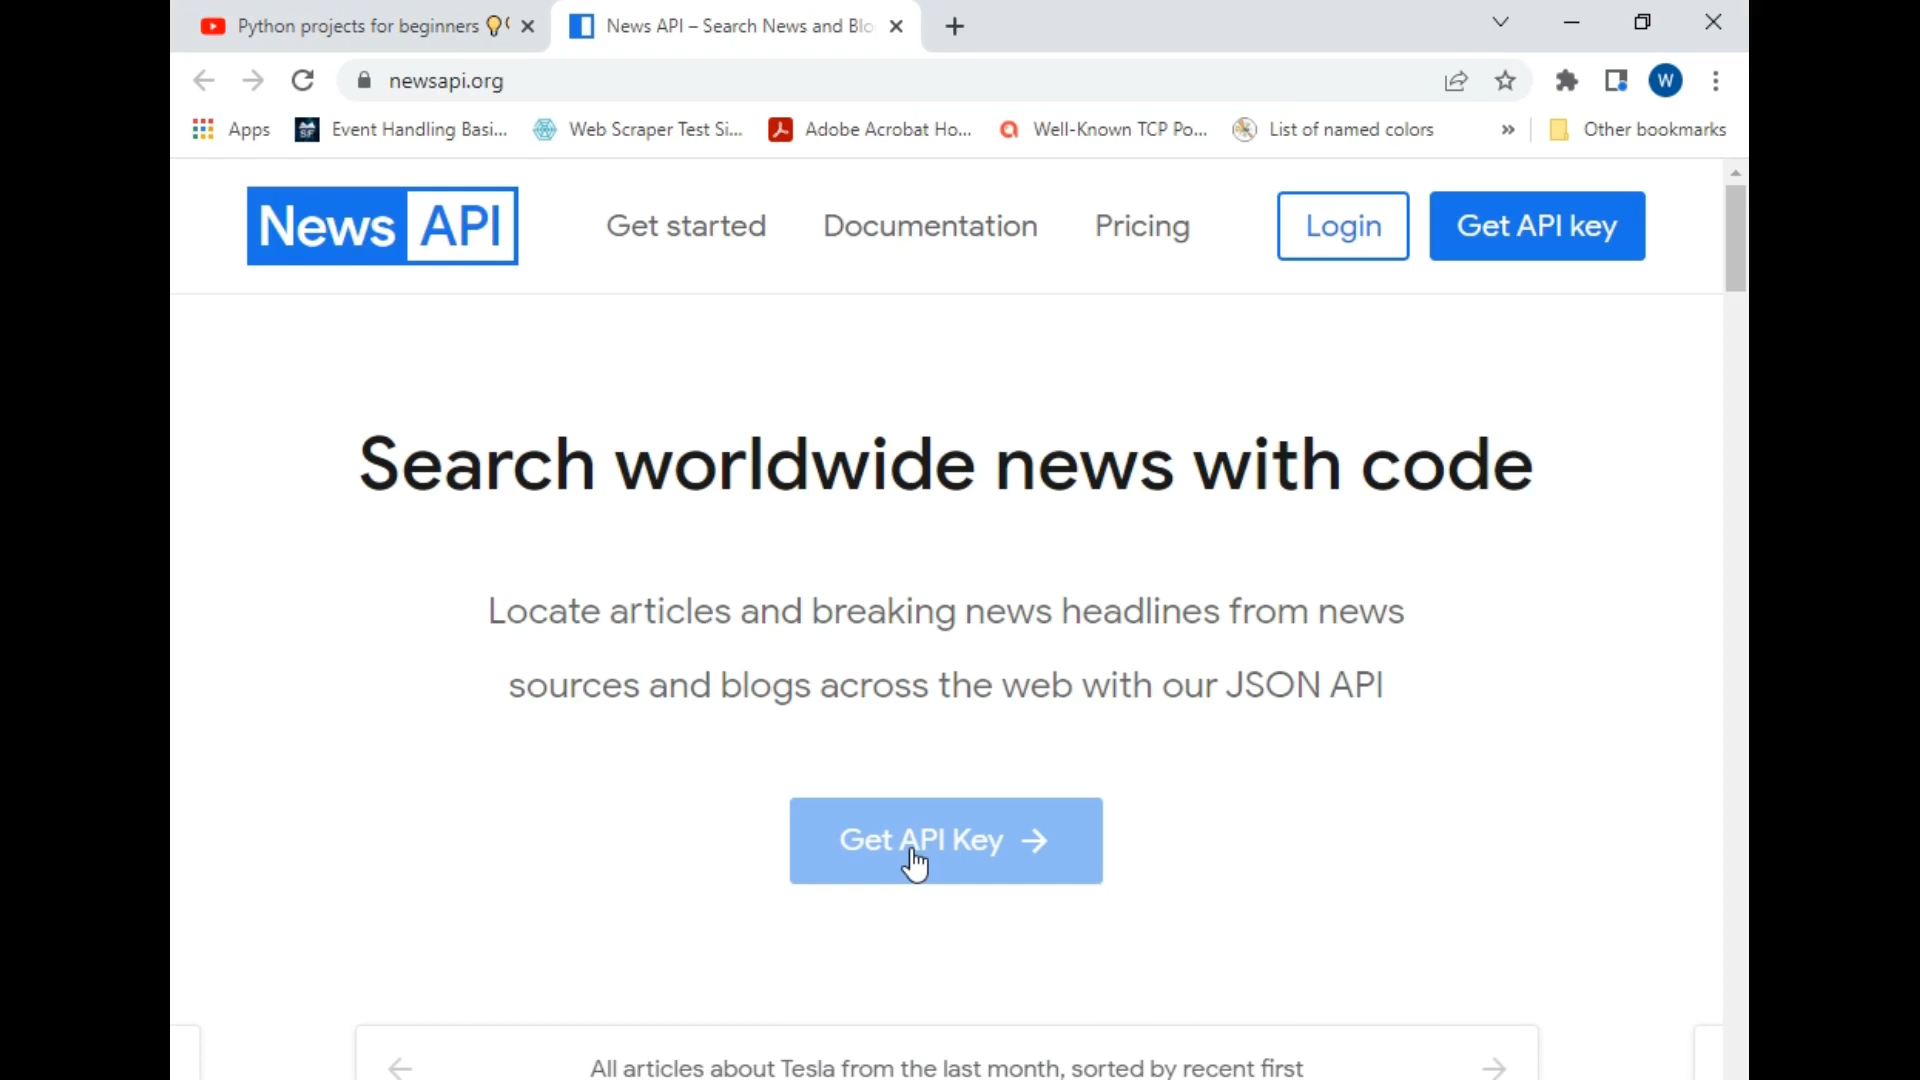 Python projects for beginners
News API – Search News and Blo
newsapi.org
W
Apps
Event Handling Basi...
Web Scraper Test Si...
Adobe Acrobat Ho...
Well-Known TCP Po...
List of named colors
»
Other bookmarks
News API
Get started
Documentation
Pricing
Login
Get API key
Search worldwide news with code
Locate articles and breaking news headlines from news
sources and blogs across the web with our JSON API
Get API Key →
All articles about Tesla from the last month, sorted by recent first